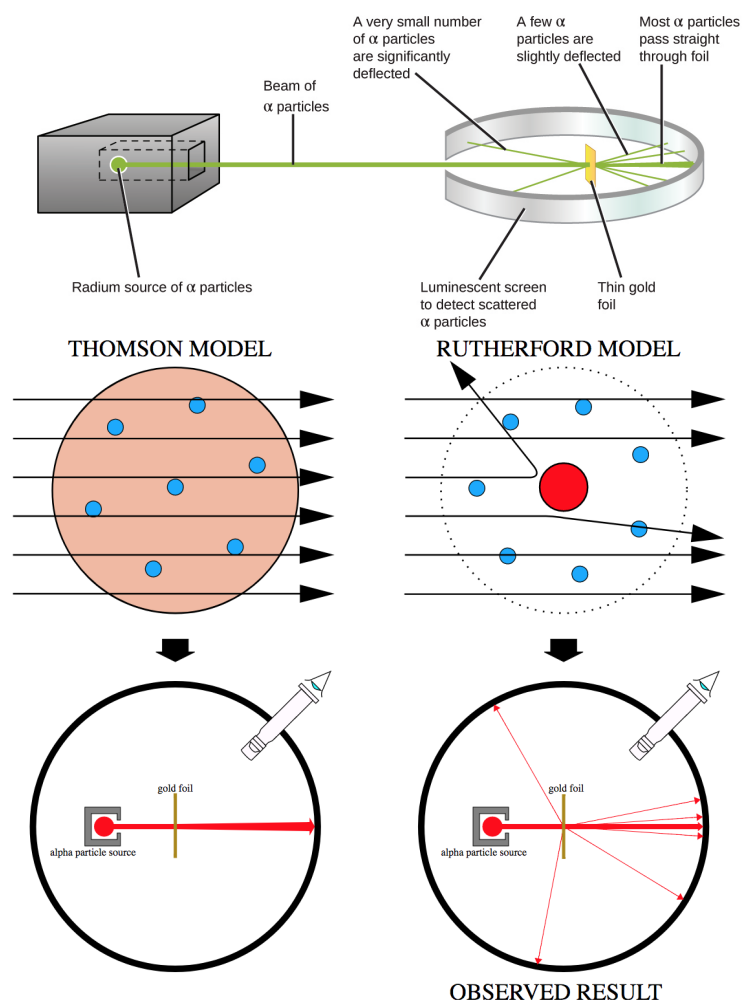 A very small number
of α particles
are significantly
deflected
A few α
particles are
slightly deflected
Most α particles
pass straight
through foil
Beam of
α particles
Radium source of α particles
Luminescent screen
to detect scattered
α particles
Thin gold
foil
THOMSON MODEL
RUTHERFORD MODEL
gold foil
alpha particle source
gold foil
alpha particle source
OBSERVED RESULT